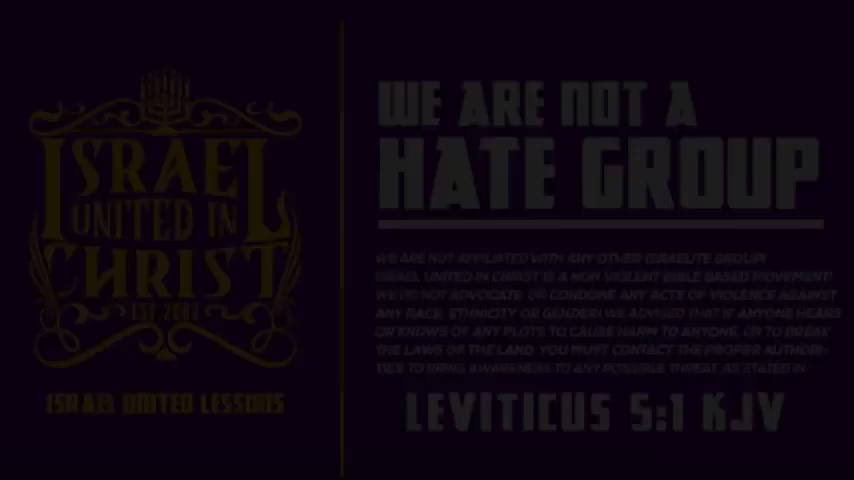 ISRAEL
UNITED IN
CHRIST
EST 2003
ISRAEL UNITED LESSONS
WE ARE NOT A
HATE GROUP
WE ARE NOT AFFILIATED WITH ANY OTHER ISRAELITE GROUP!
ISRAEL UNITED IN CHRIST IS A NON VIOLENT BIBLE BASED MOVEMENT!
WE DO NOT ADVOCATE OR CONDONE ANY ACTS OF VIOLENCE AGAINST
ANY RACE, ETHNICITY OR GENDER! WE ADVISED THAT IF ANYONE HEARS
OR KNOWS OF ANY PLOTS TO CAUSE HARM TO ANYONE, OR TO BREAK
THE LAWS OF THE LAND, YOU MUST CONTACT THE PROPER AUTHORI-
TIES TO BRING AWARENESS TO ANY POSSIBLE THREAT, AS STATED IN
LEVITICUS 5:1 KJV